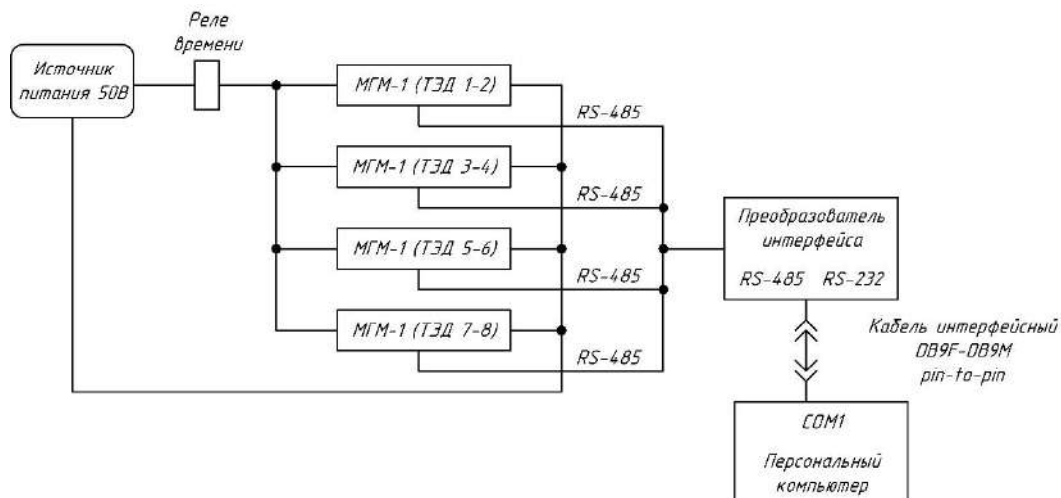 Реле
времени
Источник
питания 50В
МГМ-1 (ТЭД 1-2)
RS-485
МГМ-1 (ТЭД 3-4)
RS-485
МГМ-1 (ТЭД 5-6)
RS-485
МГМ-1 (ТЭД 7-8)
RS-485
Преобразователь
интерфейса
RS-485 RS-232
Кабель интерфейсный
DB9F-DB9M
pin-to-pin
COM1
Персональный
компьютер